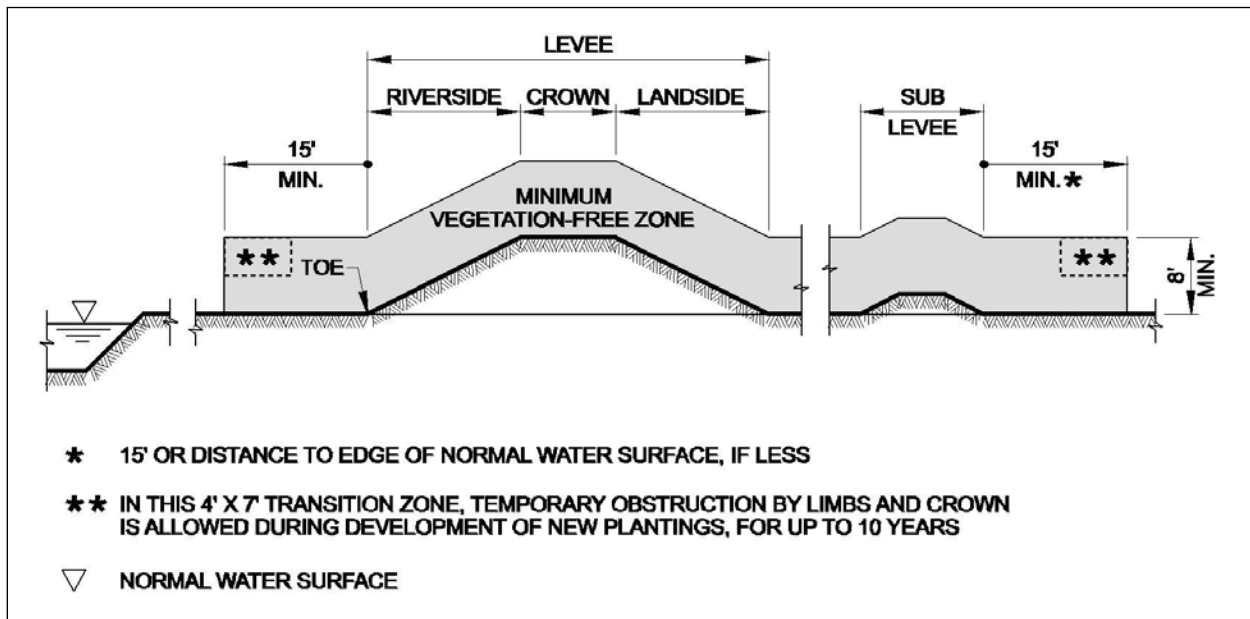 LEVEE
RIVERSIDE
CROWN
LANDSIDE
SUB
LEVEE
15'
MIN.
15'
MIN.*
MINIMUM
VEGETATION-FREE ZONE
**
TOE
**
8'
MIN.
* 15' OR DISTANCE TO EDGE OF NORMAL WATER SURFACE, IF LESS
** IN THIS 4' X 7' TRANSITION ZONE, TEMPORARY OBSTRUCTION BY LIMBS AND CROWN
IS ALLOWED DURING DEVELOPMENT OF NEW PLANTINGS, FOR UP TO 10 YEARS
NORMAL WATER SURFACE